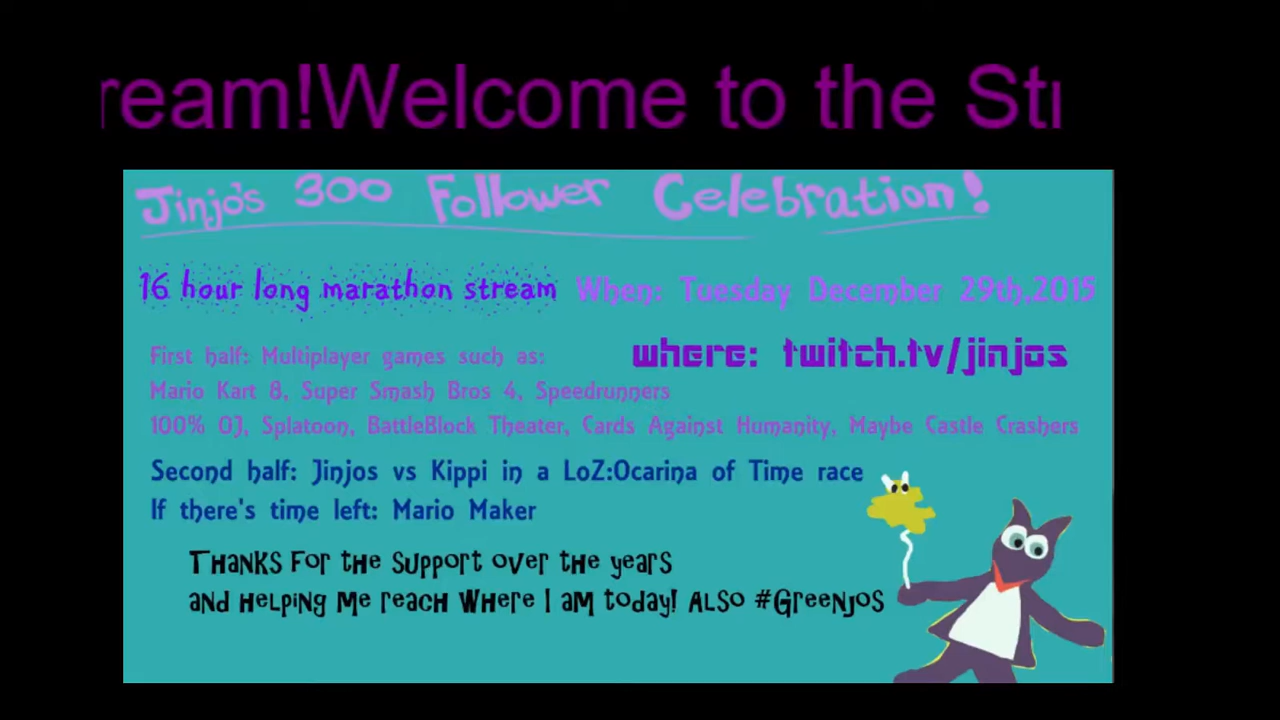 ream!Welcome to the St
Jinjo's 300 Follower Celebration!
16 hour long marathon stream When: Tuesday December 29th,2015
First half: Multiplayer games such as: where: twitch.tv/jinjos
Mario Kart 8, Super Smash Bros 4, Speedrunners
100% OJ, Splatoon, BattleBlock Theater, Cards Against Humanity, Maybe Castle Crashers
Second half: Jinjos vs Kippi in a LoZ:Ocarina of Time race
If there's time left: Mario Maker
Thanks for the support over the years
and helping me reach where I am today! Also #Greenjos